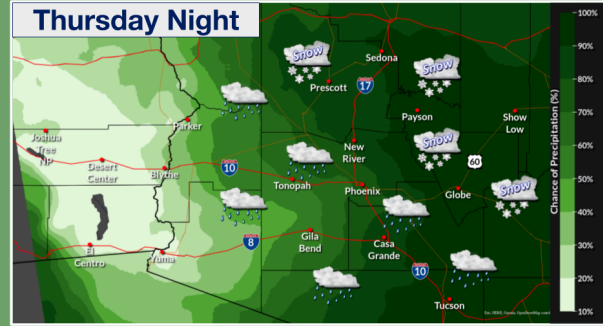 Thursday Night
100%
90%
80%
70%
60%
50%
40%
30%
20%
10%
Chance of Precipitation (%)
Snow
Sedona
Snow
Prescott
17
Payson
Show
Low
Parker
Joshua
Tree
NP
Desert
Center
Blythe
10
New
River
Snow
60
Tonopah
Phoenix
Globe
Snow
El
Centro
Yuma
8
Gila
Bend
Casa
Grande
10
Tucson